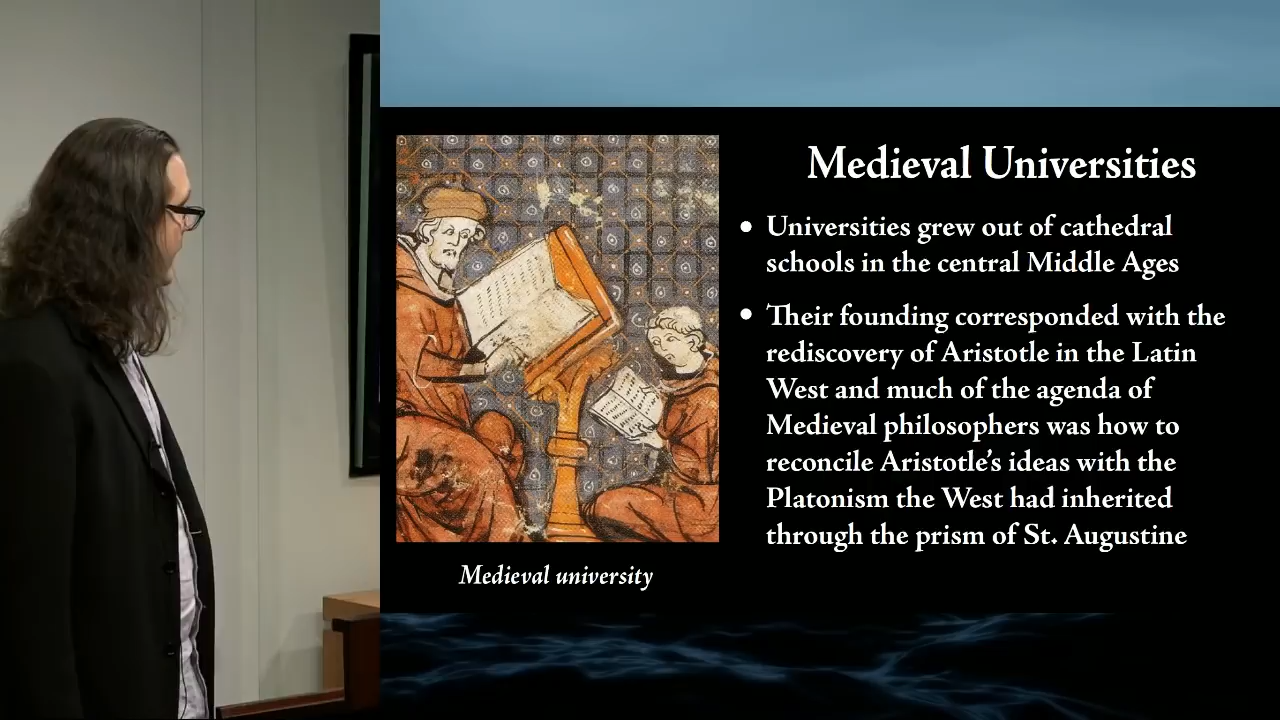 Medieval Universities
• Universities grew out of cathedral
schools in the central Middle Ages
• Their founding corresponded with the
rediscovery of Aristotle in the Latin
West and much of the agenda of
Medieval philosophers was how to
reconcile Aristotle's ideas with the
Platonism the West had inherited
through the prism of St. Augustine
Medieval university